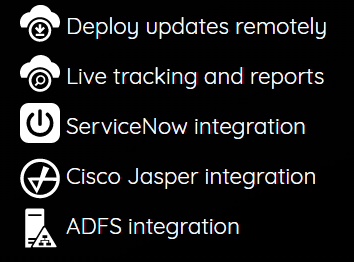 Deploy updates remotely
Live tracking and reports
ServiceNow integration
Cisco Jasper integration
ADFS integration